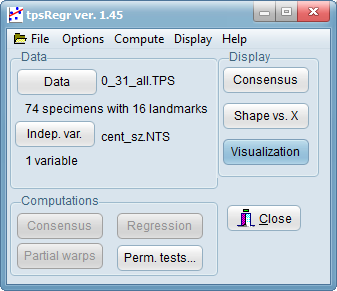 tpsRegr ver. 1.45
File Options Compute Display Help
Data
Data 0_31_all.TPS
74 specimens with 16 landmarks
Indep. var. cent_sz.NTS
1 variable
Display
Consensus
Shape vs. X
Visualization
Computations
Consensus Regression
Partial warps Perm. tests...
Close